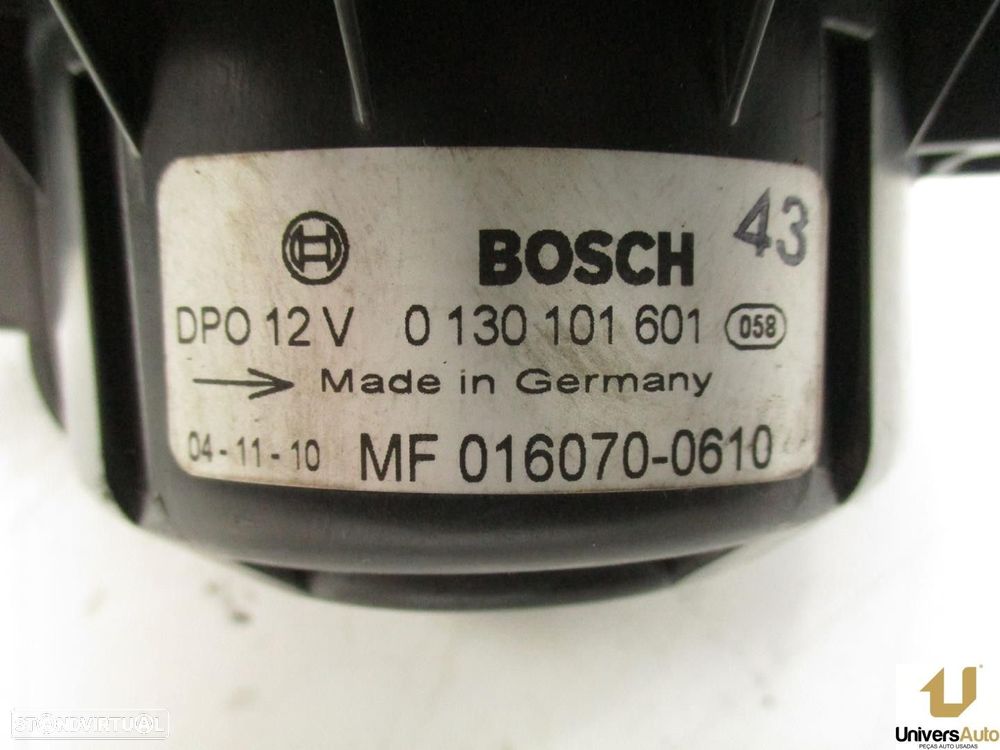 BOSCH 43
DPO 12 V 0 130 101 601 058
Made in Germany
04-11-10 MF 016070-0610
STANDVIRTUAL
UniversAuto
PEÇAS AUTO USADAS